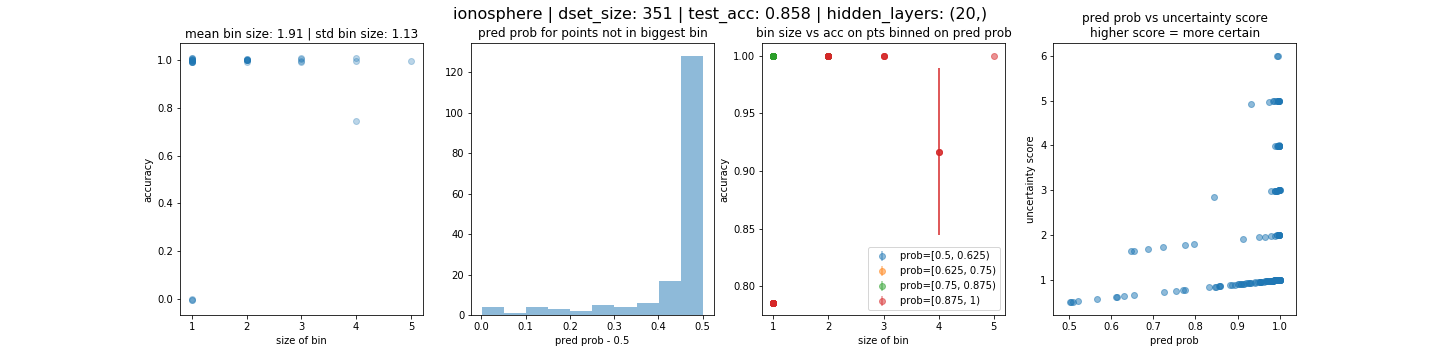 ionosphere | dset_size: 351 | test_acc: 0.858 | hidden_layers: (20,)
mean bin size: 1.91 | std bin size: 1.13
1.0
0.8
0.6
0.4
0.2
0.0
accuracy
1 2 3 4 5
size of bin
pred prob for points not in biggest bin
120
100
80
60
40
20
0
0.0 0.1 0.2 0.3 0.4 0.5
pred prob - 0.5
bin size vs acc on pts binned on pred prob
1.00
0.95
0.90
0.85
0.80
accuracy
prob=[0.5, 0.625)
prob=[0.625, 0.75)
prob=[0.75, 0.875)
prob=[0.875, 1)
1 2 3 4 5
size of bin
pred prob vs uncertainty score
higher score = more certain
6
5
4
3
2
1
uncertainty score
0.5 0.6 0.7 0.8 0.9 1.0
pred prob